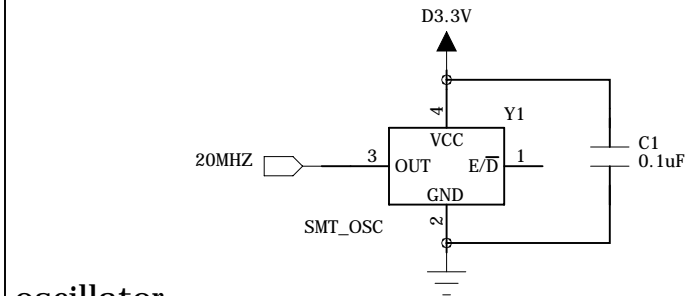 D3.3V
4
Y1
VCC
C1
0.1uF
20MHZ
3
OUT
E/D̅
1
GND
2
SMT_OSC
oscillator